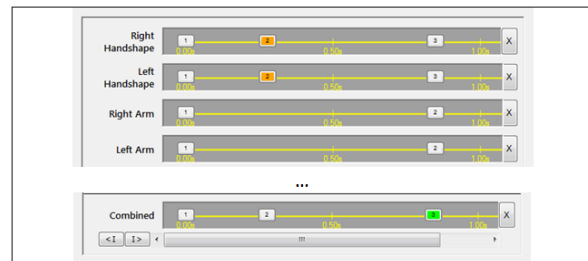 Right Handshape 1 2 3 X
0.00s 0.50s 1.00s
Left Handshape 1 2 3 X
0.00s 0.50s 1.00s
Right Arm 1 2 X
0.00s 0.50s 1.00s
Left Arm 1 2 X
0.00s 0.50s 1.00s
...
Combined 1 2 3 X
0.00s 0.50s 1.00s
<I I>